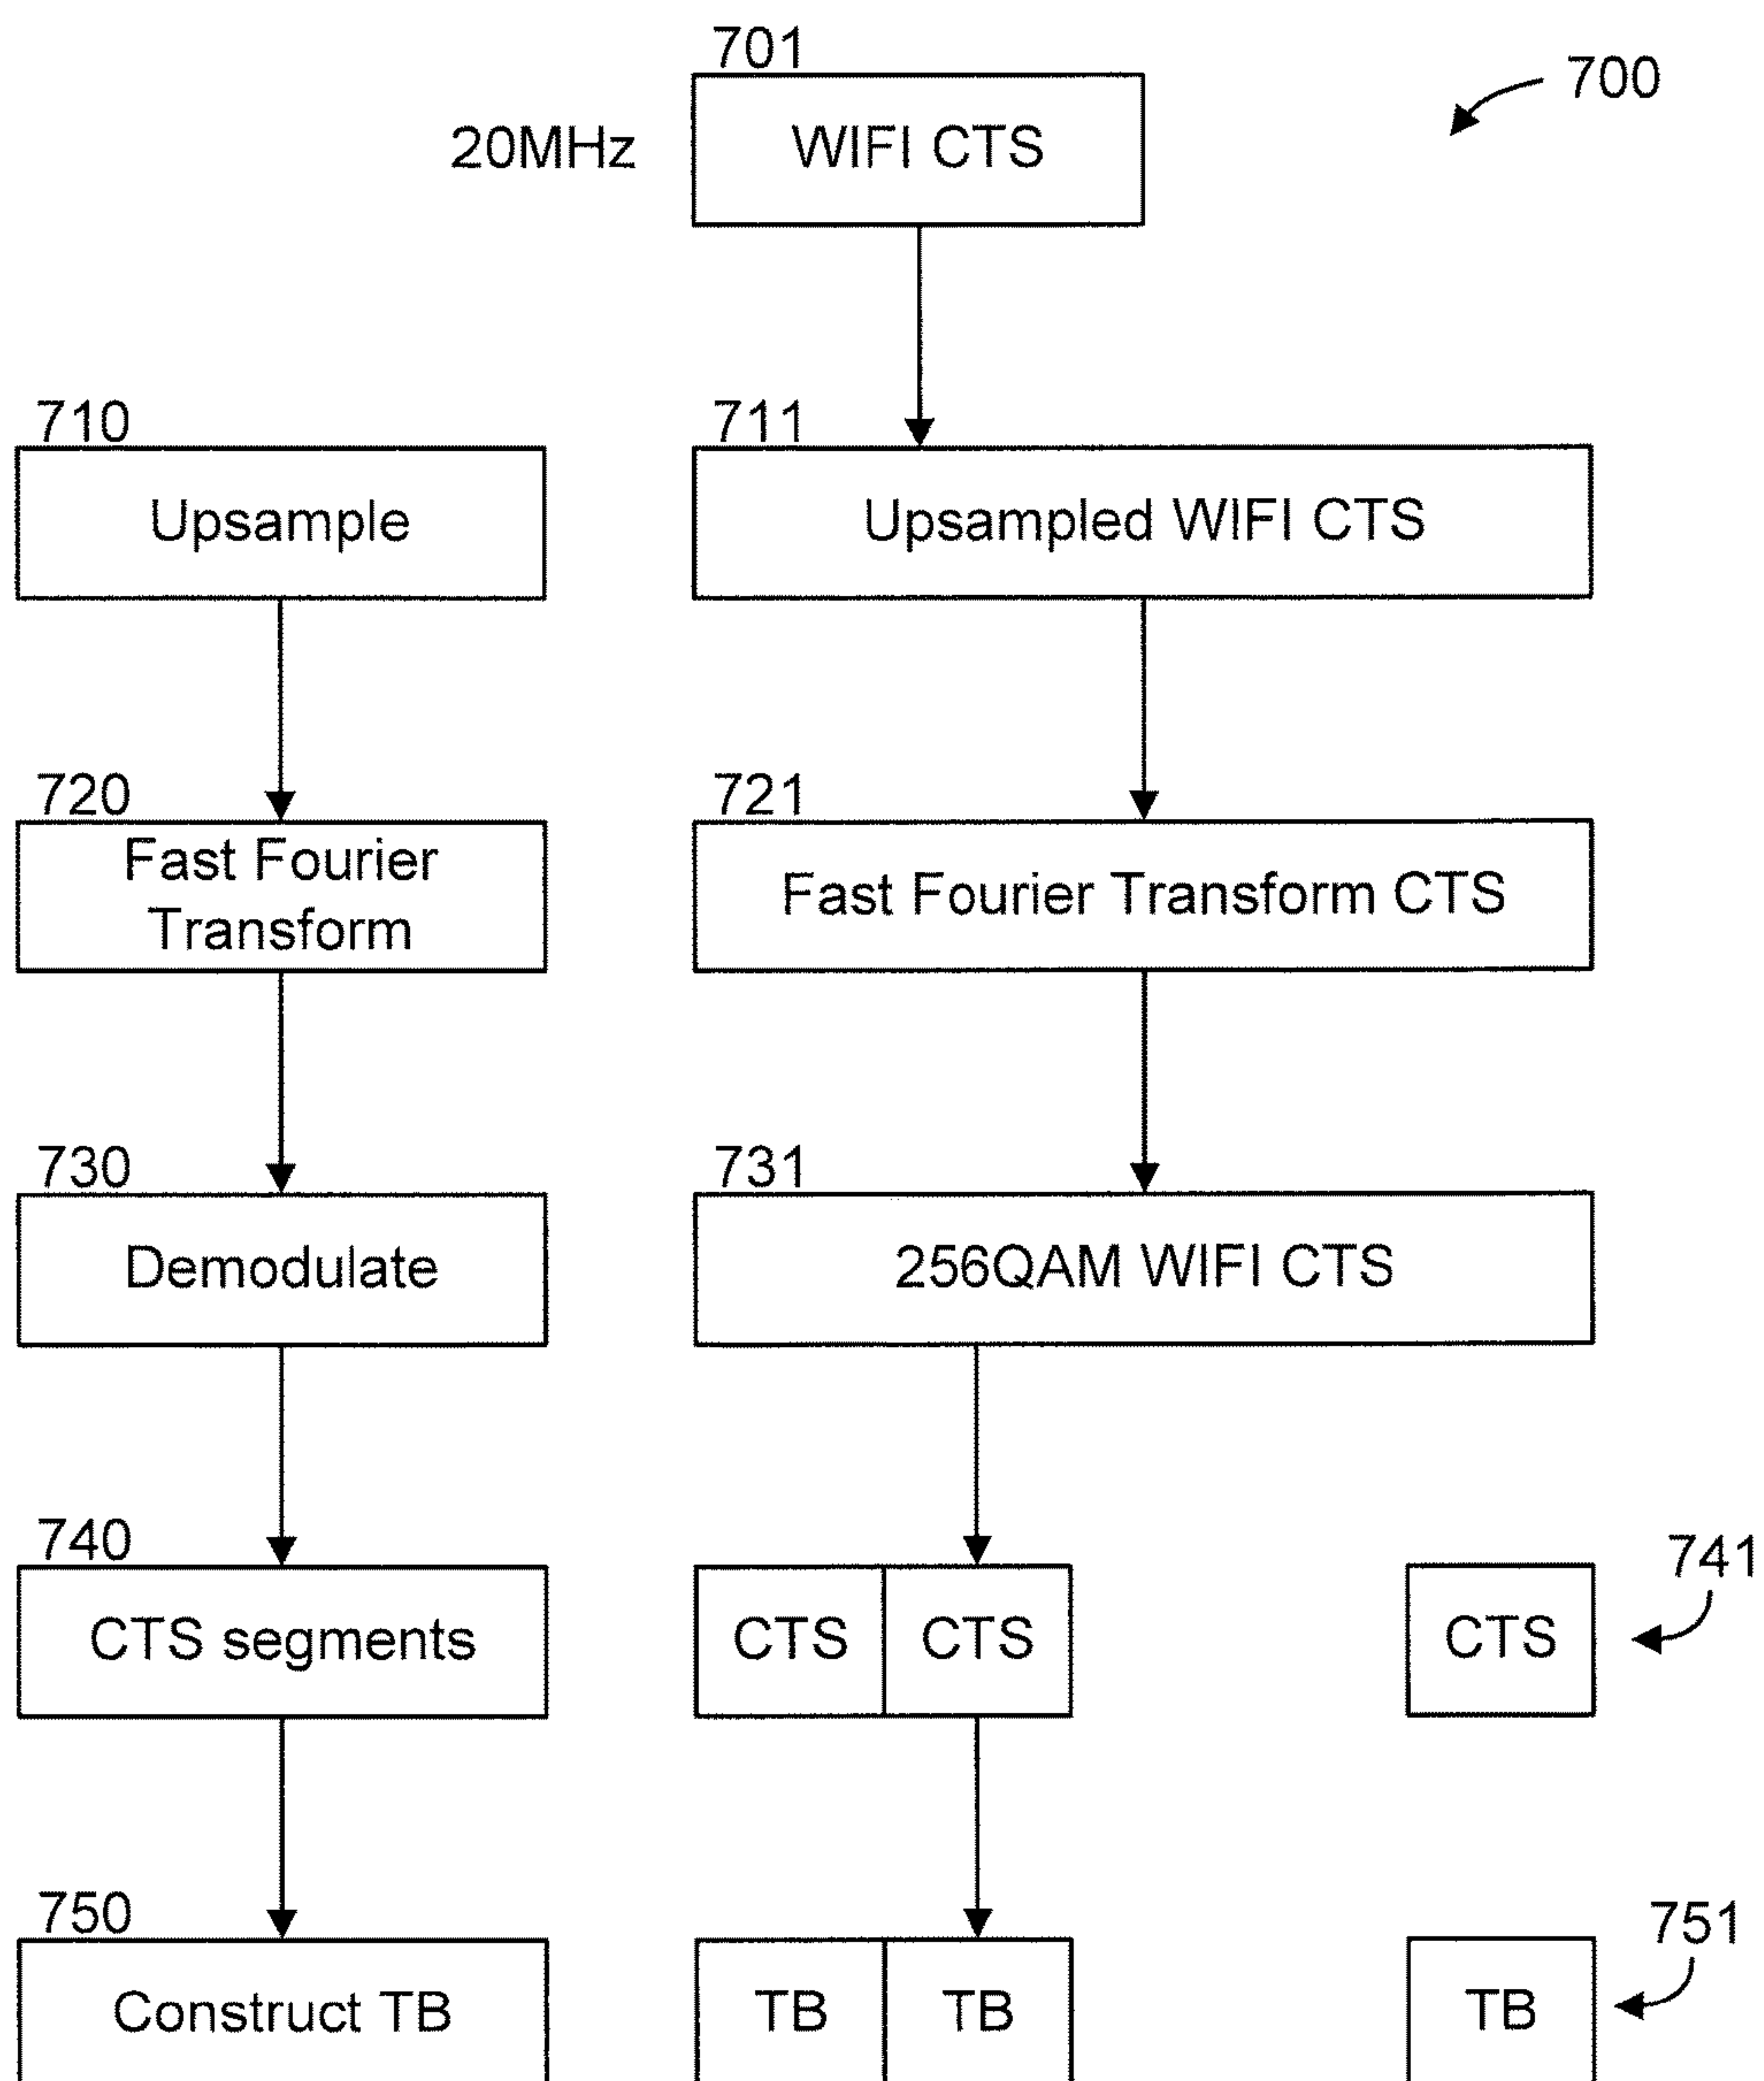 701
700
20MHz
WIFI CTS
710
711
Upsample
Upsampled WIFI CTS
720
721
Fast Fourier
Transform
Fast Fourier Transform CTS
730
731
Demodulate
256QAM WIFI CTS
740
741
CTS segments
CTS
CTS
CTS
750
751
Construct TB
TB
TB
TB